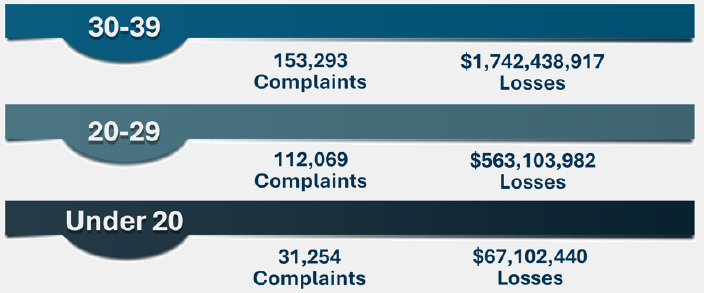 30-39
153,293 $1,742,438,917
Complaints Losses
20-29
112,069 $563,103,982
Complaints Losses
Under 20
31,254 $67,102,440
Complaints Losses